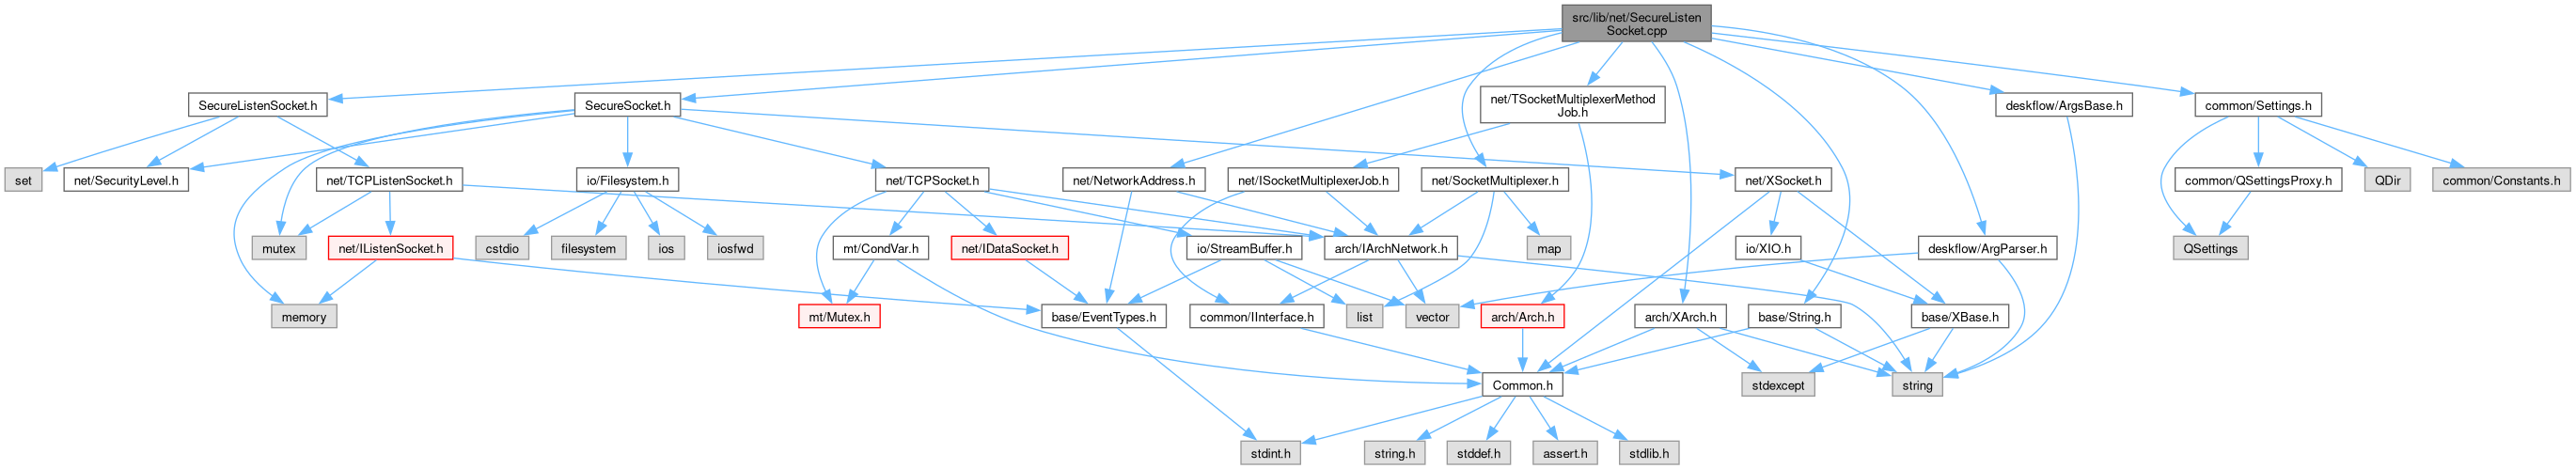 src/lib/net/SecureListen
Socket.cpp
SecureListenSocket.h
SecureSocket.h
net/TSocketMultiplexerMethod
Job.h
deskflow/ArgsBase.h
common/Settings.h
set
net/SecurityLevel.h
net/TCPListenSocket.h
io/Filesystem.h
net/TCPSocket.h
net/NetworkAddress.h
net/ISocketMultiplexerJob.h
net/SocketMultiplexer.h
net/XSocket.h
common/QSettingsProxy.h
QDir
common/Constants.h
mutex
net/IListenSocket.h
cstdio
filesystem
ios
iosfwd
mt/CondVar.h
net/IDataSocket.h
io/StreamBuffer.h
arch/IArchNetwork.h
map
io/XIO.h
deskflow/ArgParser.h
QSettings
memory
mt/Mutex.h
base/EventTypes.h
common/IInterface.h
list
vector
arch/Arch.h
arch/XArch.h
base/String.h
base/XBase.h
Common.h
stdexcept
string
stdint.h
string.h
stddef.h
assert.h
stdlib.h